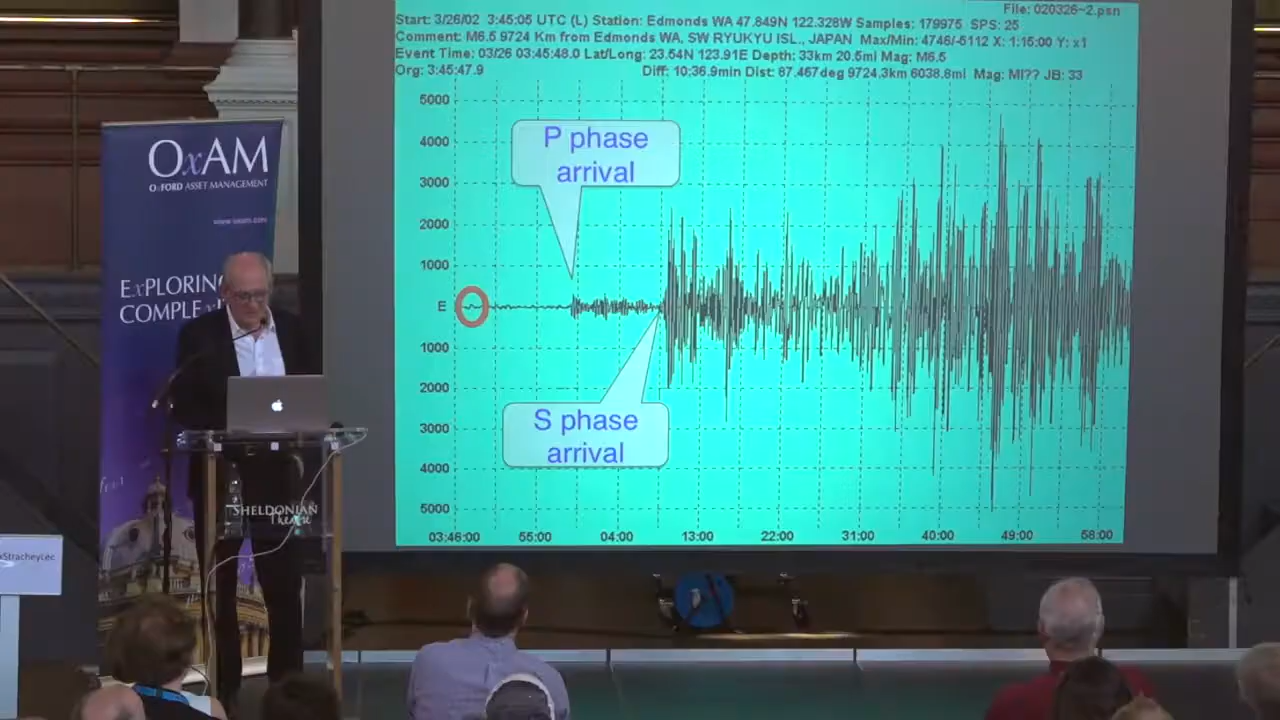 File: 020326~2.psn
Start: 3/26/02 3:45:05 UTC (L) Station: Edmonds WA 47.849N 122.328W Samples: 179975 SPS: 25
Comment: M6.5 9724 Km from Edmonds WA, SW RYUKYU ISL., JAPAN Max/Min: 4746/-5112 X: 1:15:00 Y: x1
Event Time: 03/26 03:45:48.0 Lat/Long: 23.54N 123.91E Depth: 33km 20.5mi Mag: M6.5
Org: 3:45:47.9 Diff: 10:36.9min Dist: 87.467deg 9724.3km 6038.8mi Mag: Ml?? JB: 33
5000
4000
3000
2000
1000
E
1000
2000
3000
4000
5000
P phase
arrival
S phase
arrival
03:46:00 55:00 04:00 13:00 22:00 31:00 40:00 49:00 58:00
OxAM
OxFORD ASSET MANAGEMENT
www.oxam.com
ExPLORING
COMPLEx
SHELDONIAN
Theatre
xStracheyLec